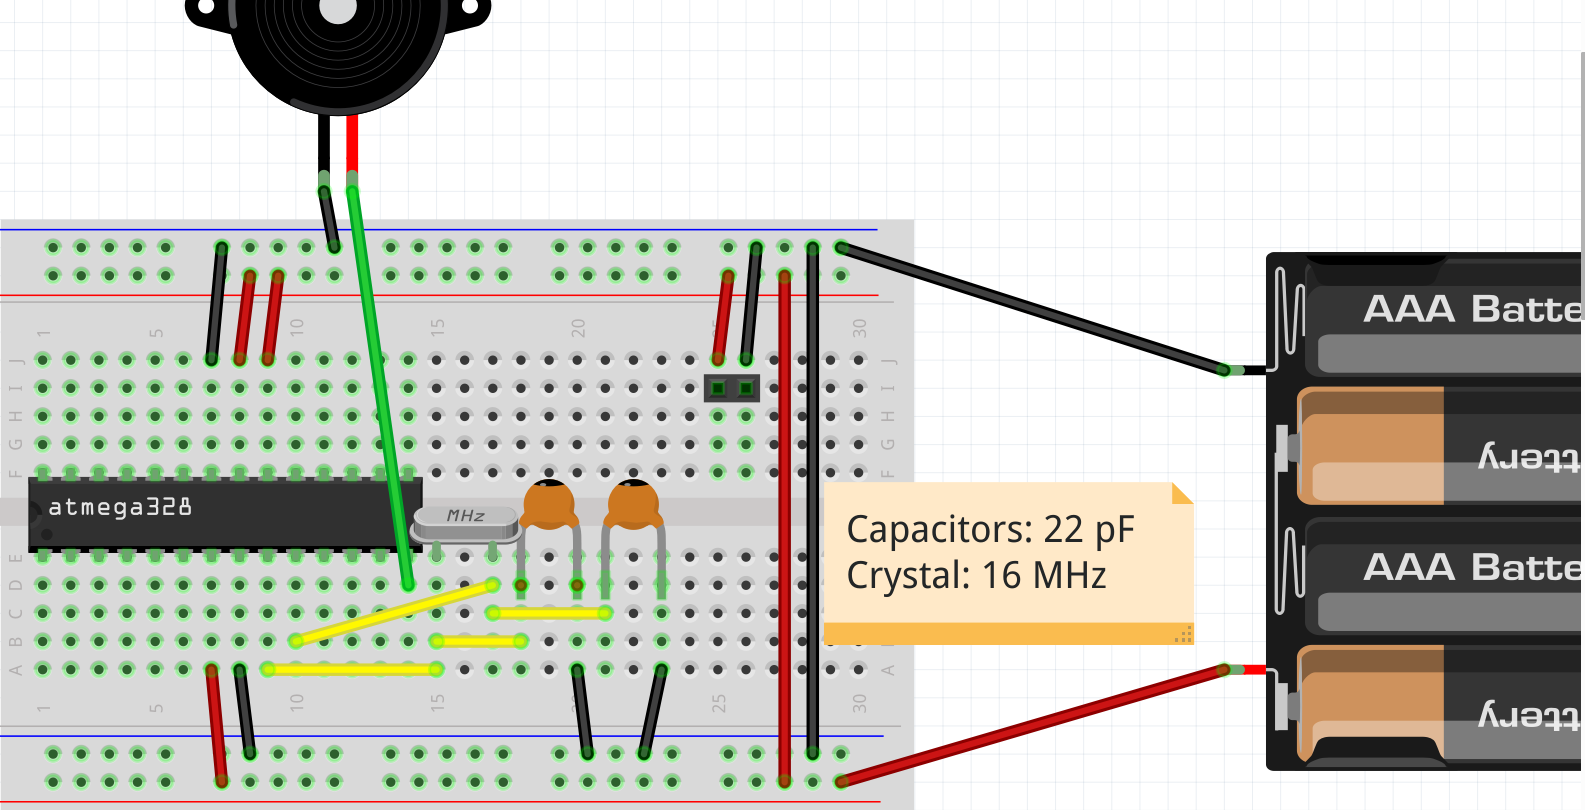 AAA Batte
1 5 10 15 20 25 30
J J
I I
H H
G G
F F
ttery
atmega328
MHz
Capacitors: 22 pF
Crystal: 16 MHz
AAA Batte
E
D
C
B
A A
1 5 10 15 25 30
ttery